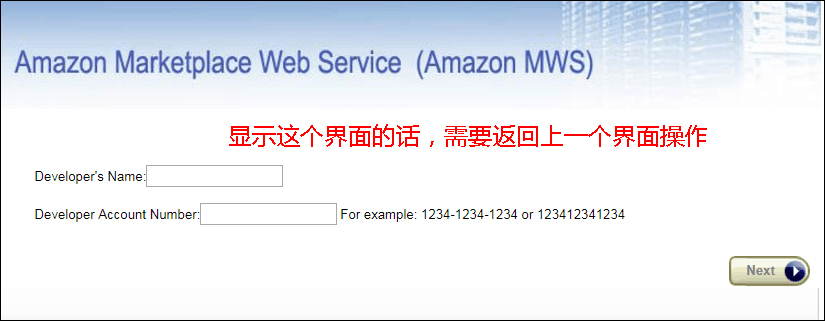 Amazon Marketplace Web Service (Amazon MWS)
显示这个界面的话，需要返回上一个界面操作
Developer's Name:
Developer Account Number: For example: 1234-1234-1234 or 123412341234
Next